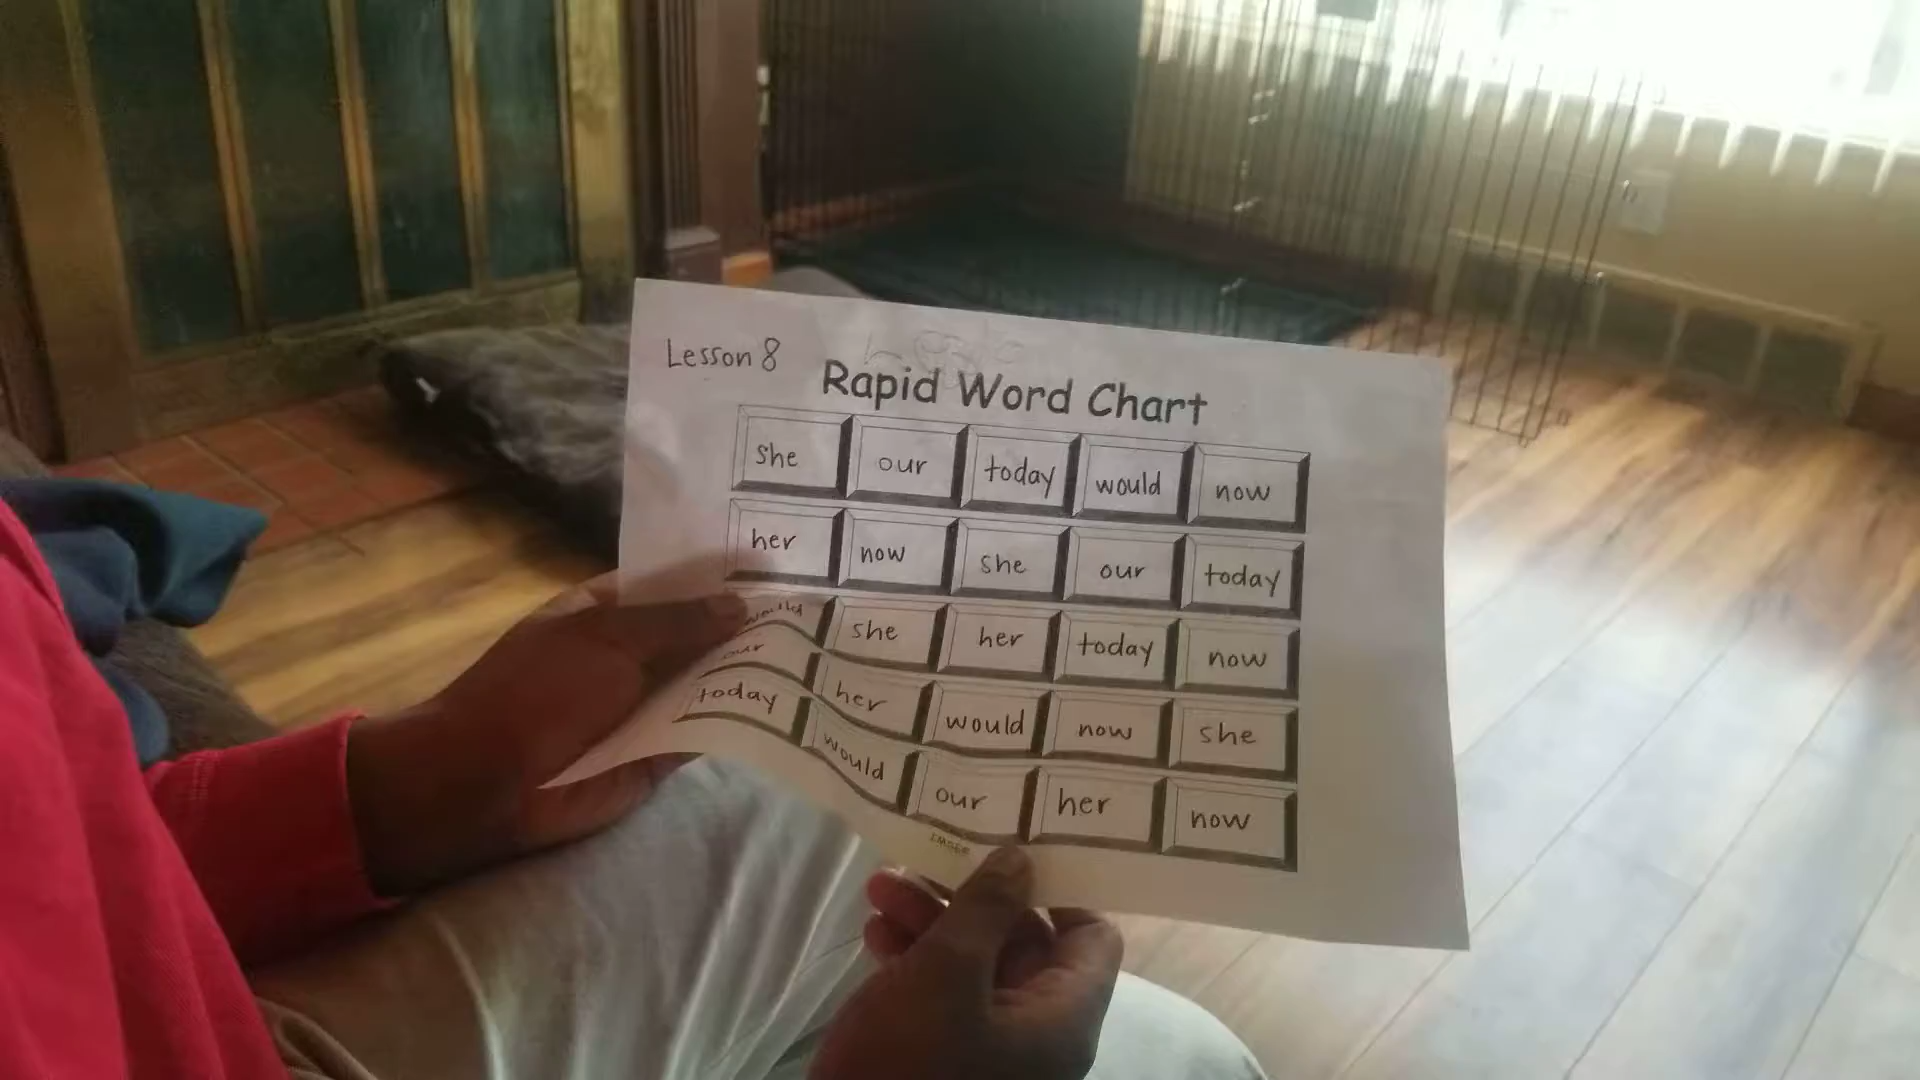 Lesson 8
Rapid Word Chart
she our today would now
her now she our today
would she her today now
our her would now she
today would our her now